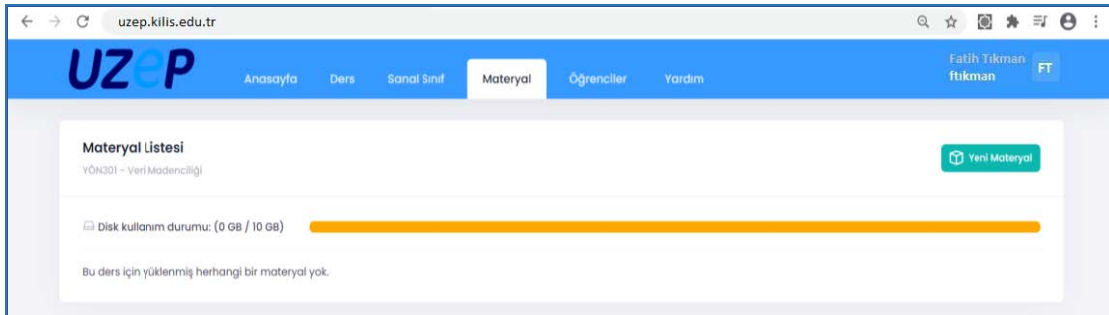 uzep.kilis.edu.tr
UZeP
Anasayfa Ders Sanal Sınıf Materyal Öğrenciler Yardım
Fatih Tıkman
ftıkman
FT
Materyal Listesi
YÖN301 - Veri Madenciliği
Yeni Materyal
Disk kullanım durumu: (0 GB / 10 GB)
Bu ders için yüklenmiş herhangi bir materyal yok.